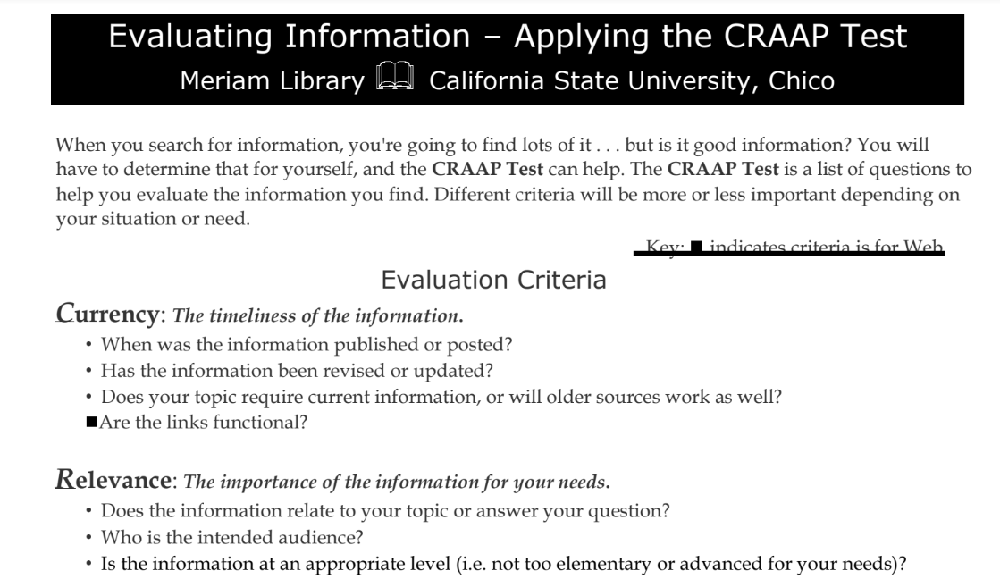 Evaluating Information – Applying the CRAAP Test
Meriam Library California State University, Chico
When you search for information, you're going to find lots of it . . . but is it good information? You will
have to determine that for yourself, and the CRAAP Test can help. The CRAAP Test is a list of questions to
help you evaluate the information you find. Different criteria will be more or less important depending on
your situation or need.
Key: ■ indicates criteria is for Web
Evaluation Criteria
Currency: The timeliness of the information.
• When was the information published or posted?
• Has the information been revised or updated?
• Does your topic require current information, or will older sources work as well?
■Are the links functional?
Relevance: The importance of the information for your needs.
• Does the information relate to your topic or answer your question?
• Who is the intended audience?
• Is the information at an appropriate level (i.e. not too elementary or advanced for your needs)?